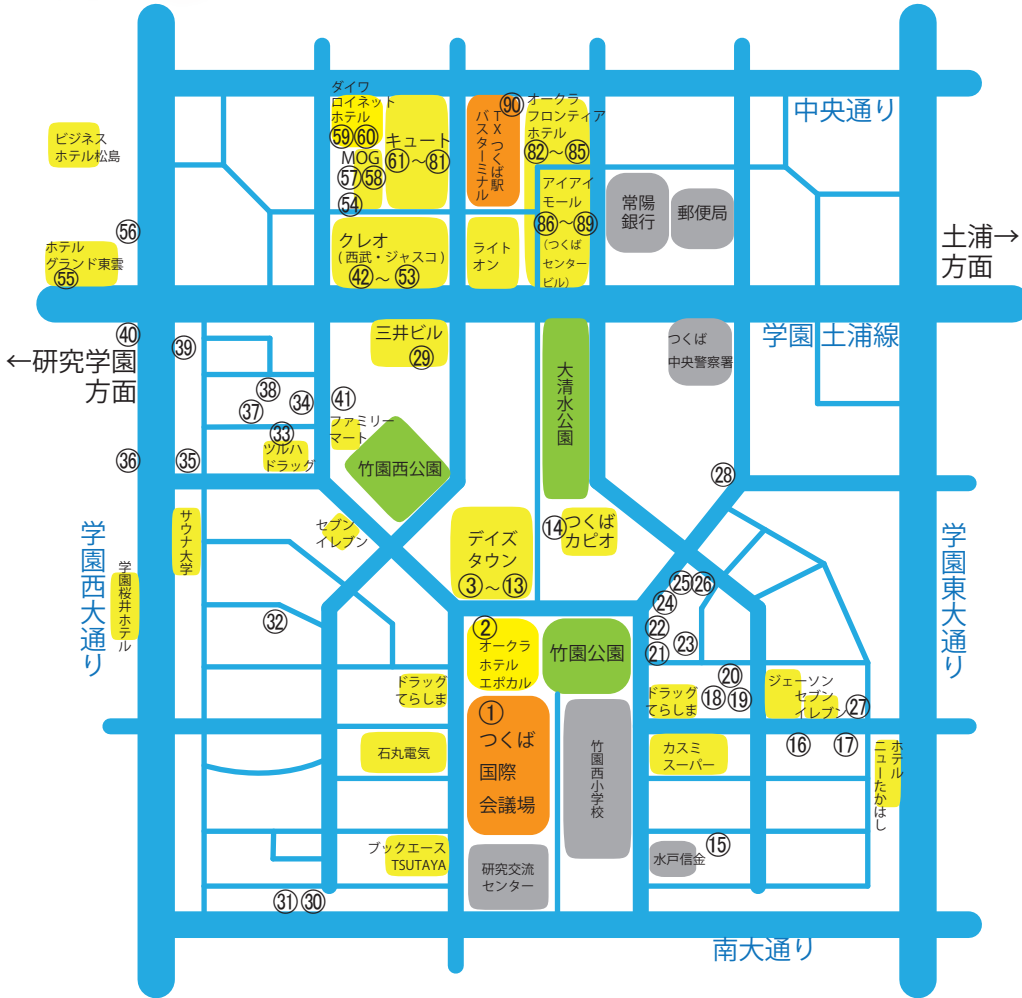 中央通り
ダイワ
ロイネット
ホテル
59 60
MOG
57 58
54
キュート
61～81
TXつくば駅
バスターミナル
90
オークラ
フロンティア
ホテル
82～85
アイアイ
モール
86～89
(つくば
センター
ビル)
常陽
銀行
郵便局
ビジネス
ホテル松島
56
ホテル
グランド東雲
55
クレオ
(西武・ジャスコ)
42～53
ライト
オン
土浦→
方面
学園 土浦線
40
39
←研究学園
方面
三井ビル
29
大清水公園
つくば
中央警察署
38
37
34
41
33
ファミリー
マート
ツルハ
ドラッグ
竹園西公園
36
35
28
学園西大通り
サウナ大学
学園桜井ホテル
セブン
イレブン
デイズ
タウン
3～13
14
つくば
カピオ
学園東大通り
25 26
24
22
21
23
32
2
オークラ
ホテル
エポカル
竹園公園
ドラッグ
てらしま
ドラッグ
てらしま
20
18 19
ジェーソン
セブン
イレブン
27
16
17
1
つくば
国際
会議場
石丸電気
竹園西小学校
カスミ
スーパー
ホテル
ニューたかはし
ブックエース
TSUTAYA
研究交流
センター
水戸信金
15
31 30
南大通り